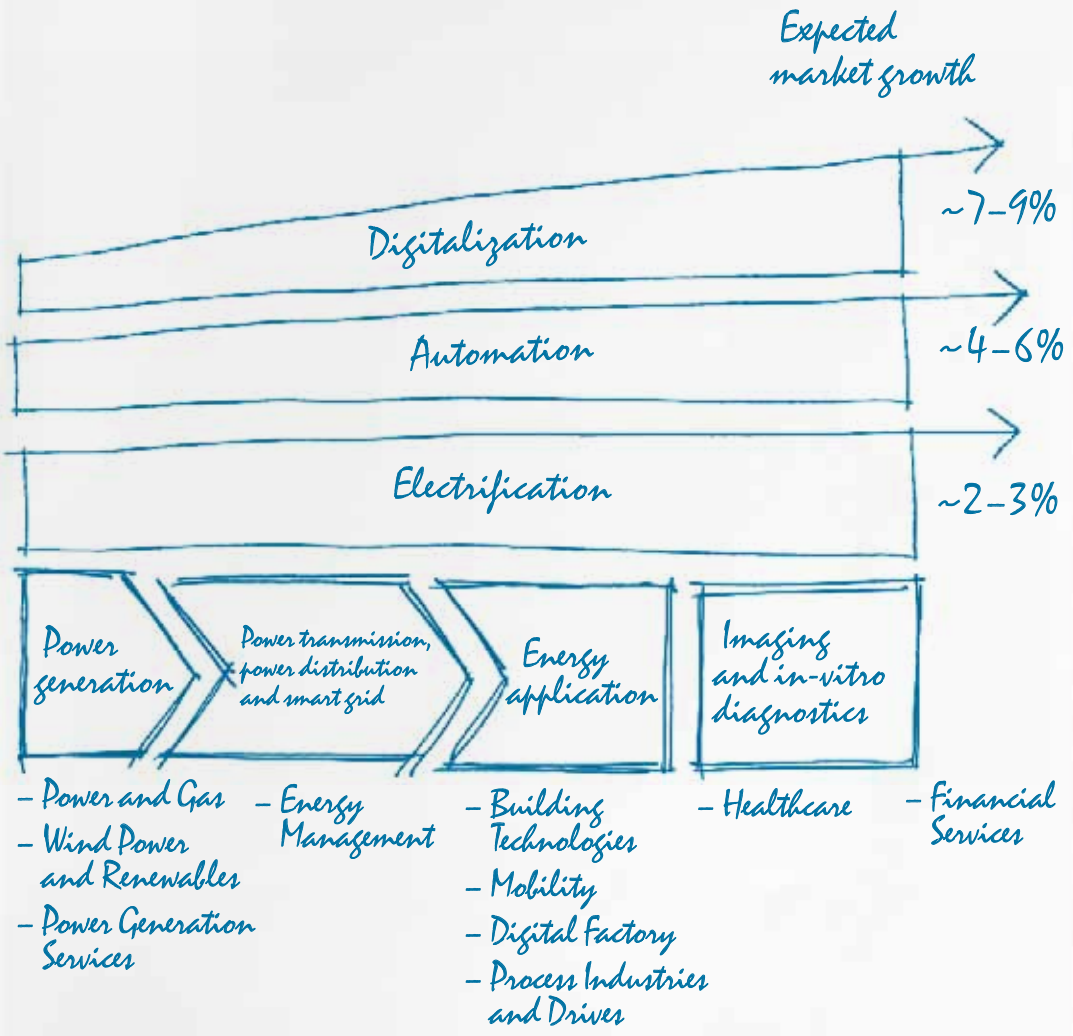 Expected
market growth
Digitalization
~7–9%
Automation
~4–6%
Electrification
~2–3%
Power
generation
Power transmission,
power distribution
and smart grid
Energy
application
Imaging
and in-vitro
diagnostics
– Power and Gas
– Wind Power
and Renewables
– Power Generation
Services
– Energy
Management
– Building
Technologies
– Mobility
– Digital Factory
– Process Industries
and Drives
– Healthcare
– Financial
Services